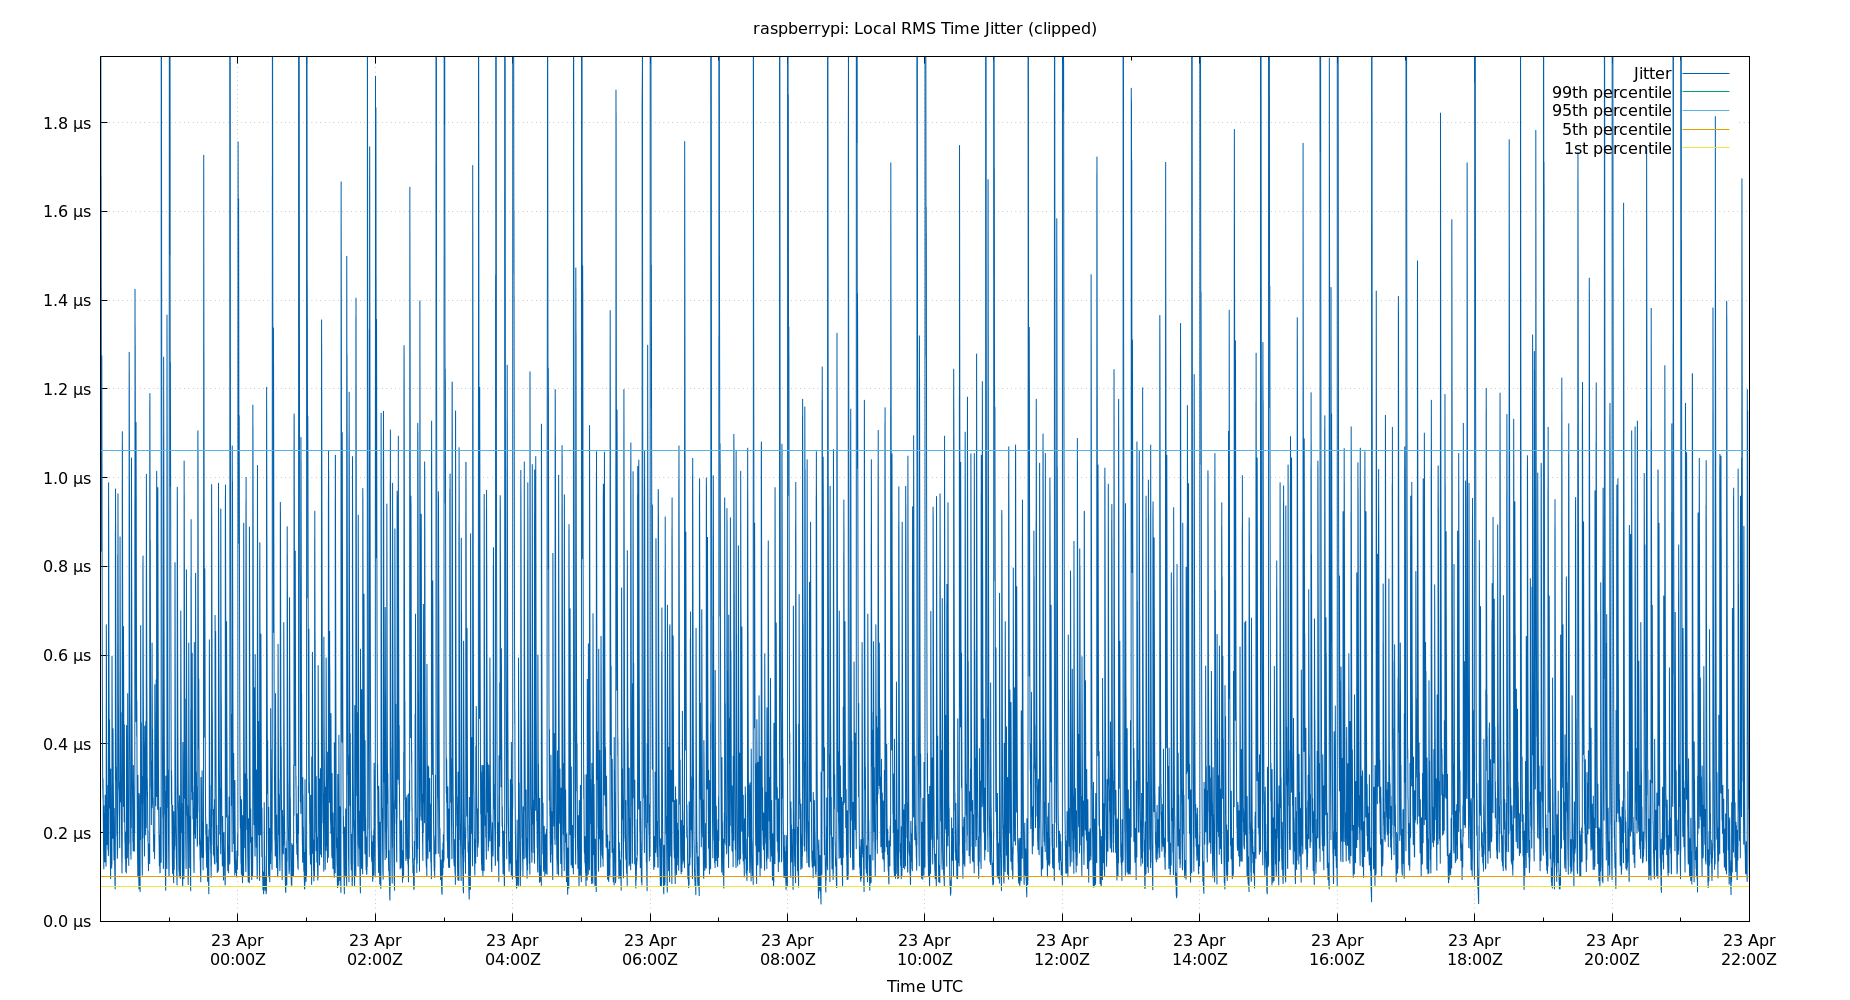 raspberrypi: Local RMS Time Jitter (clipped)
Jitter
99th percentile
95th percentile
5th percentile
1st percentile
1.8 µs
1.6 µs
1.4 µs
1.2 µs
1.0 µs
0.8 µs
0.6 µs
0.4 µs
0.2 µs
0.0 µs
23 Apr 23 Apr 23 Apr 23 Apr 23 Apr 23 Apr 23 Apr 23 Apr 23 Apr 23 Apr 23 Apr 23 Apr
00:00Z 02:00Z 04:00Z 06:00Z 08:00Z 10:00Z 12:00Z 14:00Z 16:00Z 18:00Z 20:00Z 22:00Z
Time UTC